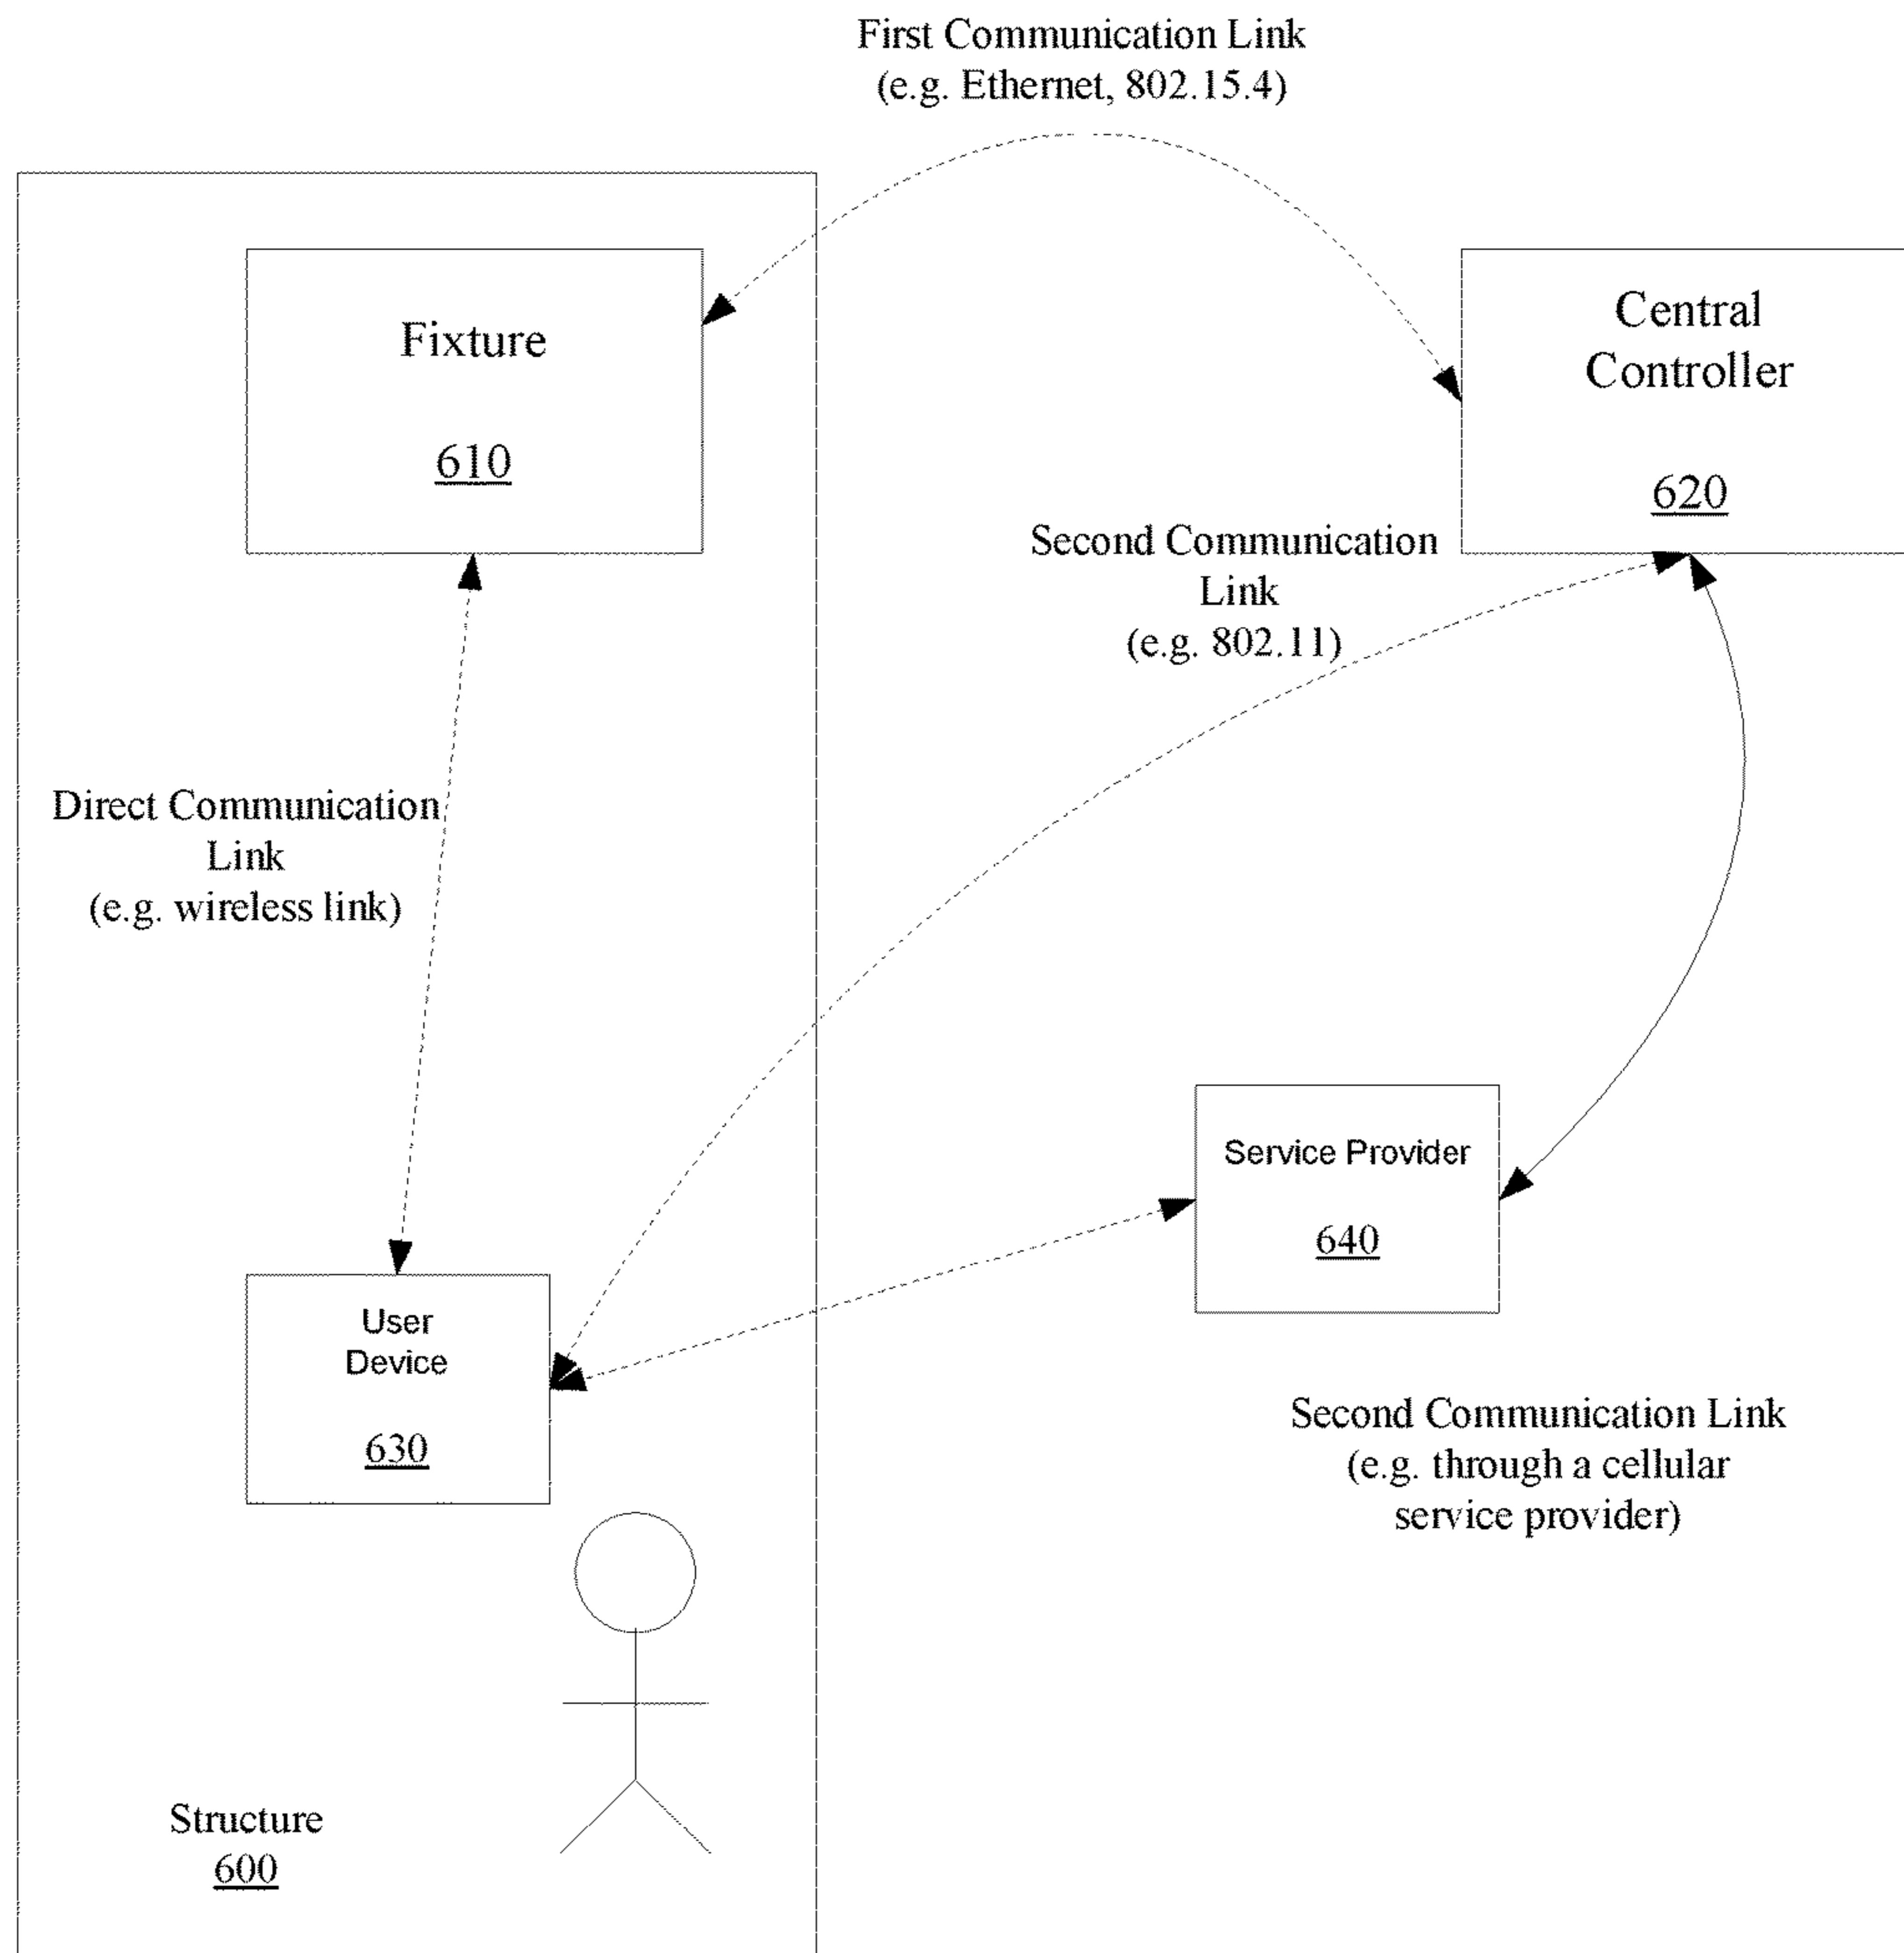 First Communication Link
(e.g. Ethernet, 802.15.4)
Fixture
610
Central
Controller
620
Second Communication
Link
(e.g. 802.11)
Direct Communication
Link
(e.g. wireless link)
Service Provider
640
User
Device
630
Second Communication Link
(e.g. through a cellular
service provider)
Structure
600